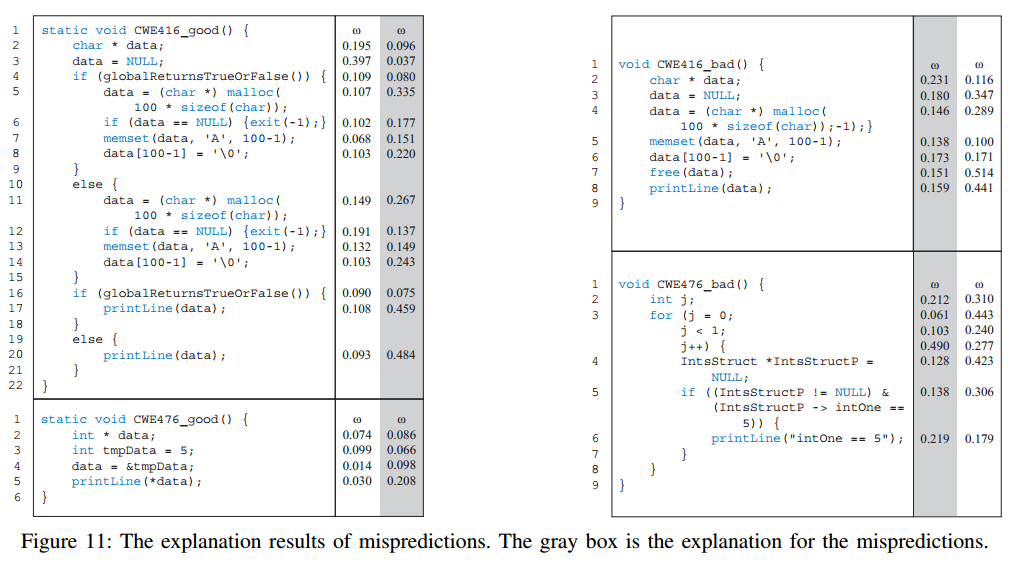 1 static void CWE416_good() { ω ω
2 char * data; 0.195 0.096
3 data = NULL; 0.397 0.037
4 if (globalReturnsTrueOrFalse()) { 0.109 0.080
5 data = (char *) malloc( 0.107 0.335
100 * sizeof(char));
6 if (data == NULL) {exit(-1);} 0.102 0.177
7 memset(data, 'A', 100-1); 0.068 0.151
8 data[100-1] = '\0'; 0.103 0.220
9 }
10 else {
11 data = (char *) malloc( 0.149 0.267
100 * sizeof(char));
12 if (data == NULL) {exit(-1);} 0.191 0.137
13 memset(data, 'A', 100-1); 0.132 0.149
14 data[100-1] = '\0'; 0.103 0.243
15 }
16 if (globalReturnsTrueOrFalse()) { 0.090 0.075
17 printLine(data); 0.108 0.459
18 }
19 else {
20 printLine(data); 0.093 0.484
21 }
22 }
1 static void CWE476_good() { ω ω
2 int * data; 0.074 0.086
3 int tmpData = 5; 0.099 0.066
4 data = &tmpData; 0.014 0.098
5 printLine(*data); 0.030 0.208
6 }
1 void CWE416_bad() { ω ω
2 char * data; 0.231 0.116
3 data = NULL; 0.180 0.347
4 data = (char *) malloc( 0.146 0.289
100 * sizeof(char));-1);}
5 memset(data, 'A', 100-1); 0.138 0.100
6 data[100-1] = '\0'; 0.173 0.171
7 free(data); 0.151 0.514
8 printLine(data); 0.159 0.441
9 }
1 void CWE476_bad() { ω ω
2 int j; 0.212 0.310
3 for (j = 0; 0.061 0.443
j < 1; 0.103 0.240
j++) { 0.490 0.277
4 IntsStruct *IntsStructP = 0.128 0.423
NULL;
5 if ((IntsStructP != NULL) & 0.138 0.306
(IntsStructP -> intOne ==
5)) {
6 printLine("intOne == 5"); 0.219 0.179
7 }
8 }
9 }
Figure 11: The explanation results of mispredictions. The gray box is the explanation for the mispredictions.